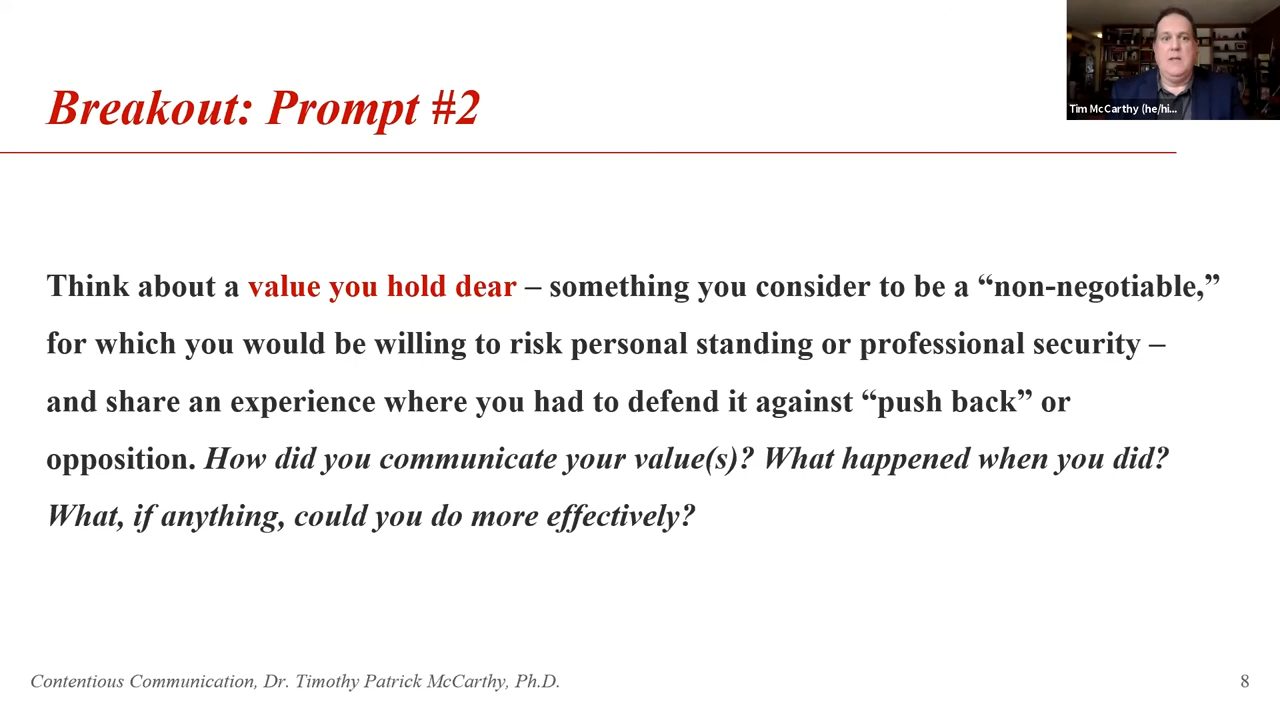 Breakout: Prompt #2
Tim McCarthy (he/hi...
Think about a value you hold dear – something you consider to be a “non-negotiable,”
for which you would be willing to risk personal standing or professional security –
and share an experience where you had to defend it against “push back” or
opposition. How did you communicate your value(s)? What happened when you did?
What, if anything, could you do more effectively?
Contentious Communication, Dr. Timothy Patrick McCarthy, Ph.D.
8